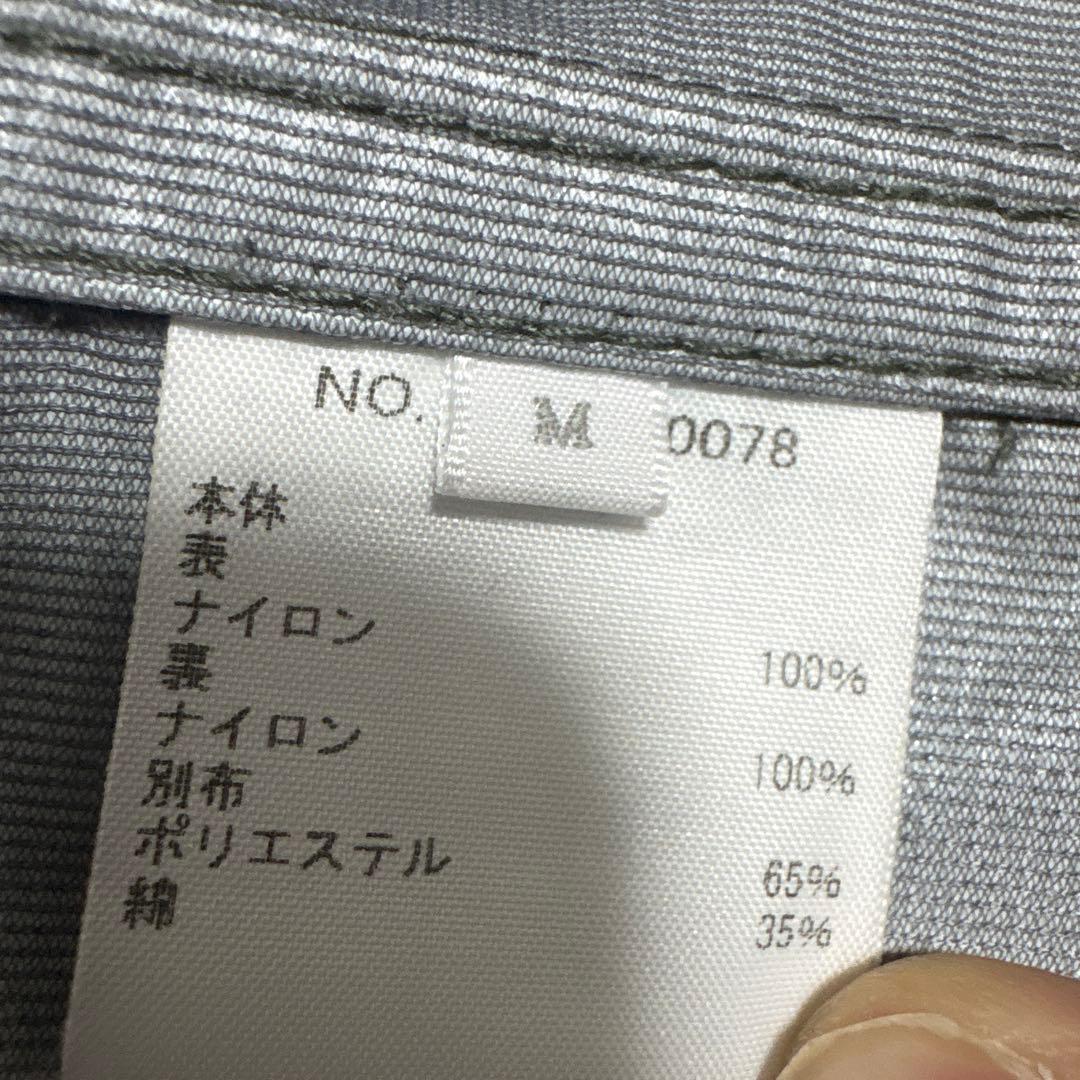 NO. M 0078
本体
表
ナイロン 100%
裏
ナイロン 100%
別布
ポリエステル 65%
綿 35%